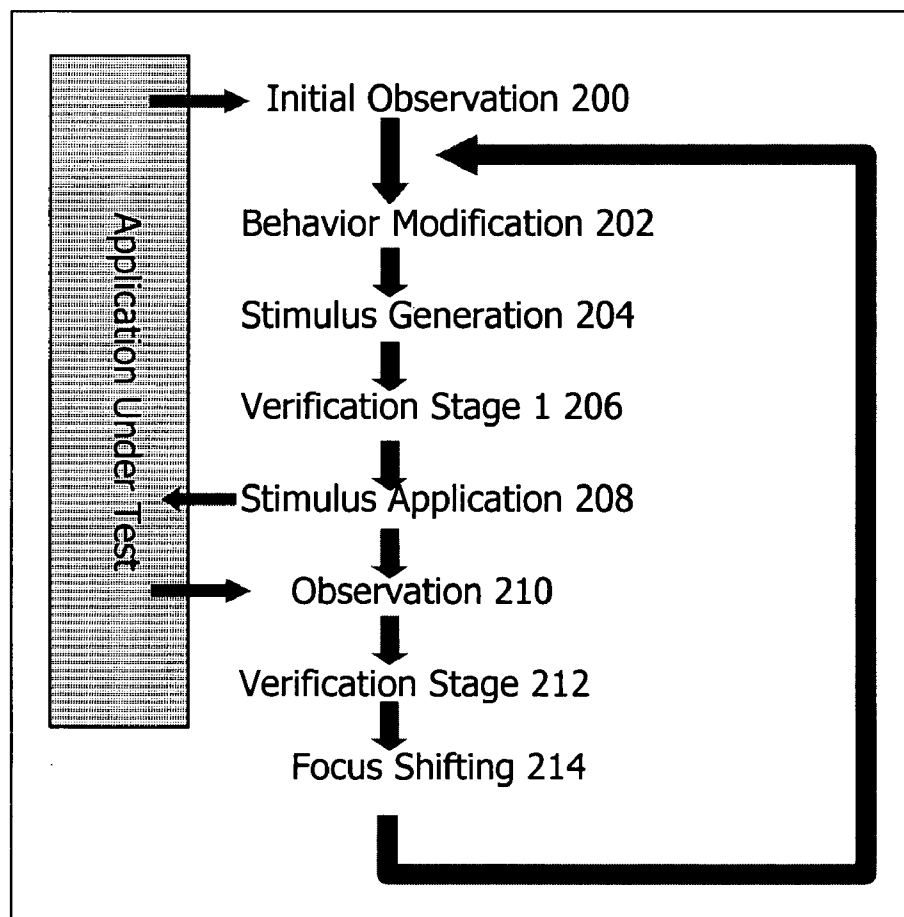 Application Under Test
Initial Observation 200
Behavior Modification 202
Stimulus Generation 204
Verification Stage 1 206
Stimulus Application 208
Observation 210
Verification Stage 212
Focus Shifting 214